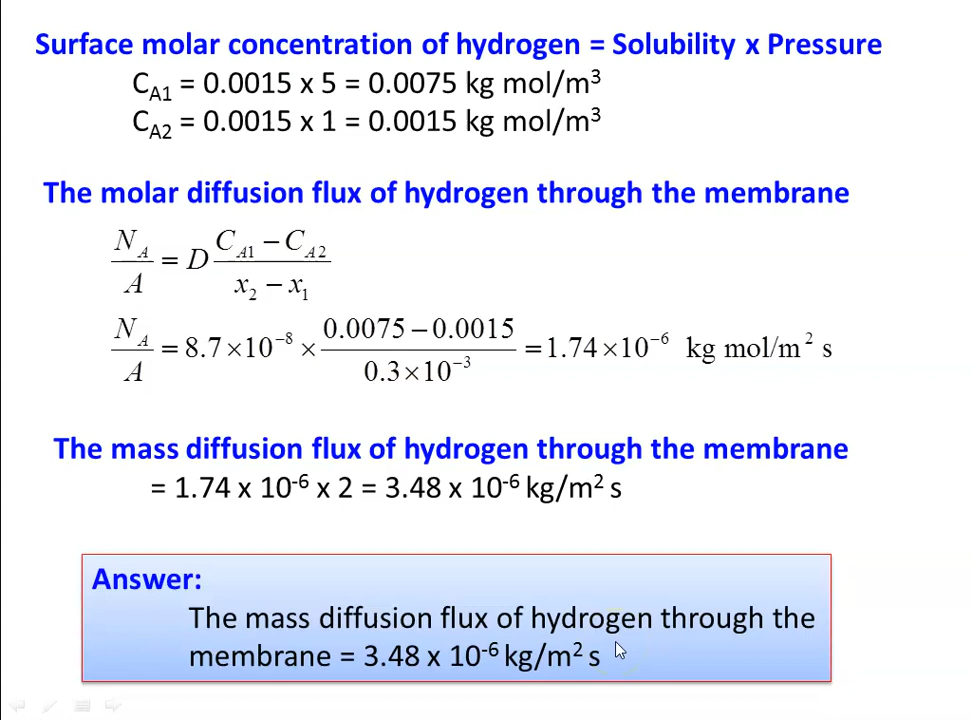 Surface molar concentration of hydrogen = Solubility x Pressure
C_A1 = 0.0015 x 5 = 0.0075 kg mol/m³
C_A2 = 0.0015 x 1 = 0.0015 kg mol/m³
The molar diffusion flux of hydrogen through the membrane
N_A / A = D (C_A1 − C_A2) / (x₂ − x₁)
N_A / A = 8.7 × 10⁻⁸ × (0.0075 − 0.0015) / (0.3 × 10⁻³) = 1.74 × 10⁻⁶ kg mol/m² s
The mass diffusion flux of hydrogen through the membrane
= 1.74 x 10⁻⁶ x 2 = 3.48 x 10⁻⁶ kg/m² s
Answer:
The mass diffusion flux of hydrogen through the
membrane = 3.48 x 10⁻⁶ kg/m² s